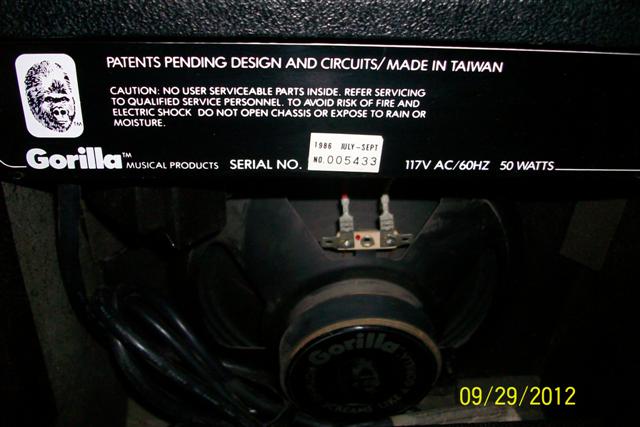 PATENTS PENDING DESIGN AND CIRCUITS/MADE IN TAIWAN
CAUTION: NO USER SERVICEABLE PARTS INSIDE. REFER SERVICING
TO QUALIFIED SERVICE PERSONNEL. TO AVOID RISK OF FIRE AND
ELECTRIC SHOCK DO NOT OPEN CHASSIS OR EXPOSE TO RAIN OR
MOISTURE.
TM
Gorilla™ MUSICAL PRODUCTS SERIAL NO.
1986 JULY-SEPT
NO. 005433
117V AC/60HZ 50 WATTS
Gorilla
SCREAMS LIKE
09/29/2012